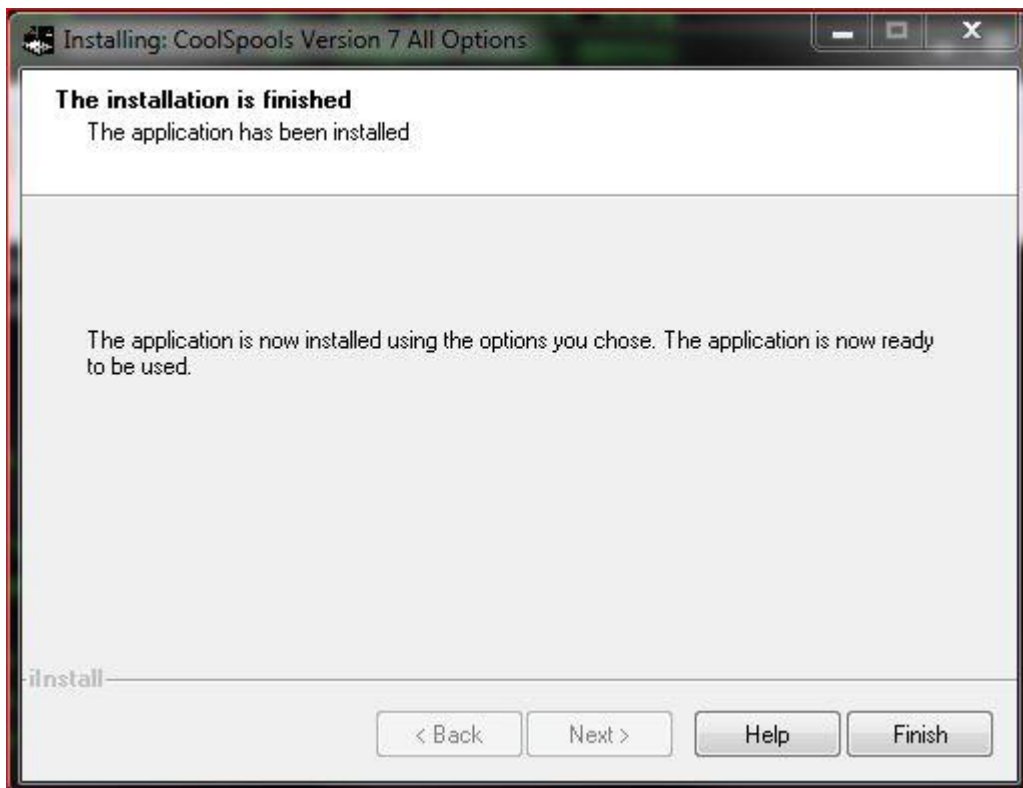 Installing: CoolSpools Version 7 All Options
The installation is finished
The application has been installed
The application is now installed using the options you chose. The application is now ready
to be used.
iInstall
< Back Next > Help Finish